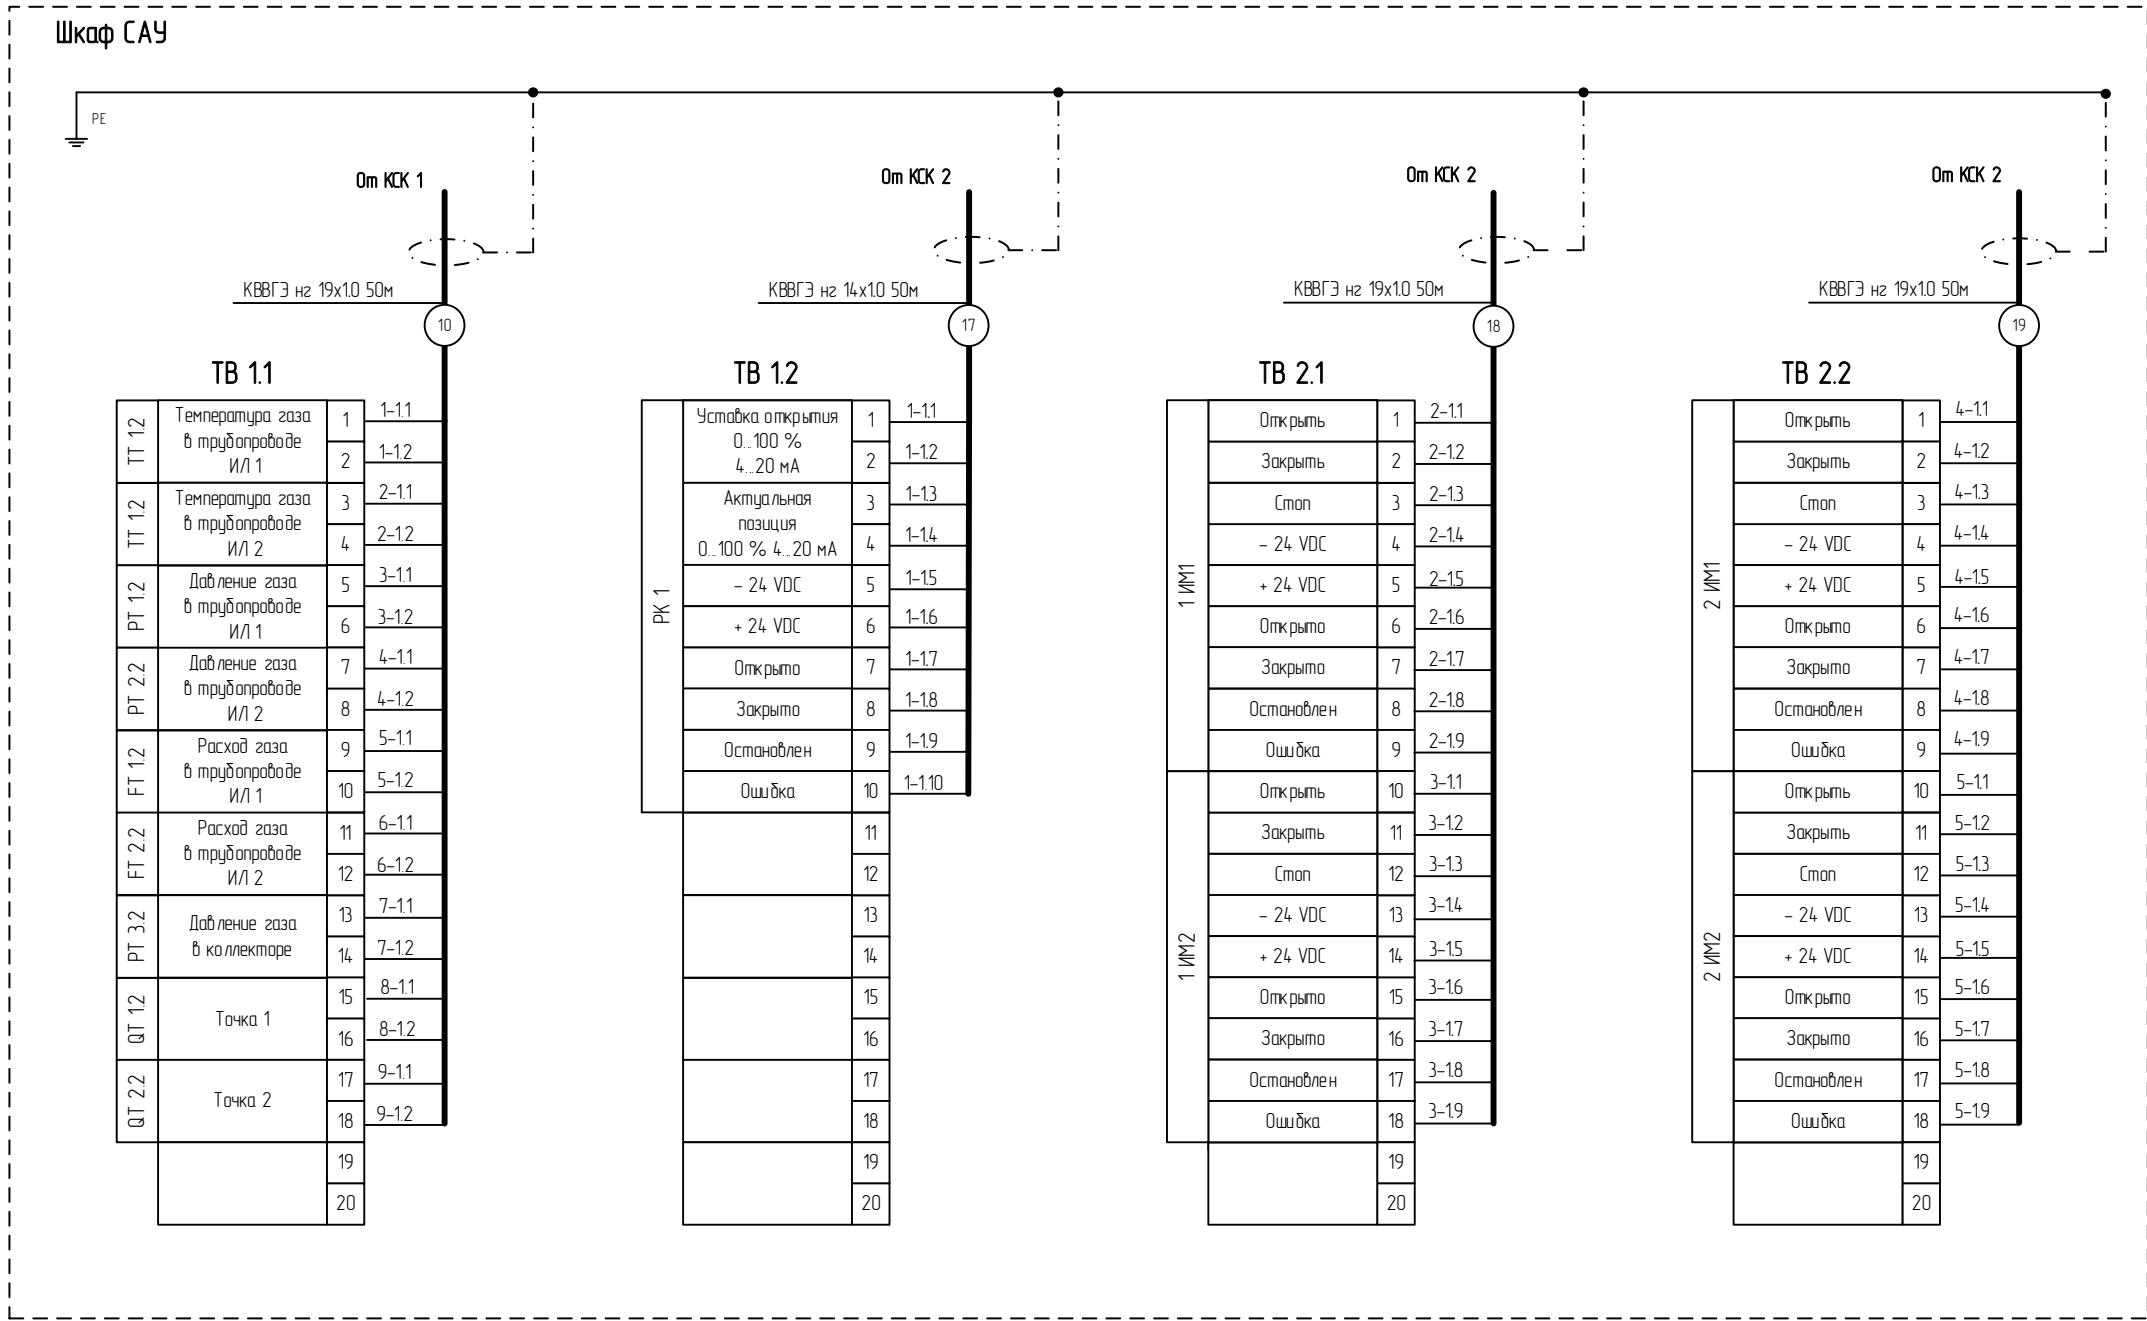 Шкаф САУ
PE
От КСК 1
КВВГЭ нг 19х1.0 50м
10
ТВ 1.1
ТТ 1.2
Температура газа
в трубопроводе
ИЛ 1
1
1-1.1
2
1-1.2
ТТ 1.2
Температура газа
в трубопроводе
ИЛ 2
3
2-1.1
4
2-1.2
РТ 1.2
Давление газа
в трубопроводе
ИЛ 1
5
3-1.1
6
3-1.2
РТ 2.2
Давление газа
в трубопроводе
ИЛ 2
7
4-1.1
8
4-1.2
FT 1.2
Расход газа
в трубопроводе
ИЛ 1
9
5-1.1
10
5-1.2
FT 2.2
Расход газа
в трубопроводе
ИЛ 2
11
6-1.1
12
6-1.2
РТ 3.2
Давление газа
в коллекторе
13
7-1.1
14
7-1.2
QT 1.2
Точка 1
15
8-1.1
16
8-1.2
QT 2.2
Точка 2
17
9-1.1
18
9-1.2
19
20
От КСК 2
КВВГЭ нг 14х1.0 50м
17
ТВ 1.2
РК 1
Уставка открытия
0...100 %
4...20 мА
1
1-1.1
2
1-1.2
Актуальная
позиция
0...100 % 4...20 мА
3
1-1.3
4
1-1.4
- 24 VDC
5
1-1.5
+ 24 VDC
6
1-1.6
Открыто
7
1-1.7
Закрыто
8
1-1.8
Остановлен
9
1-1.9
Ошибка
10
1-1.10
11
12
13
14
15
16
17
18
19
20
От КСК 2
КВВГЭ нг 19х1.0 50м
18
ТВ 2.1
1 ИМ1
Открыть
1
2-1.1
Закрыть
2
2-1.2
Стоп
3
2-1.3
- 24 VDC
4
2-1.4
+ 24 VDC
5
2-1.5
Открыто
6
2-1.6
Закрыто
7
2-1.7
Остановлен
8
2-1.8
Ошибка
9
2-1.9
1 ИМ2
Открыть
10
3-1.1
Закрыть
11
3-1.2
Стоп
12
3-1.3
- 24 VDC
13
3-1.4
+ 24 VDC
14
3-1.5
Открыто
15
3-1.6
Закрыто
16
3-1.7
Остановлен
17
3-1.8
Ошибка
18
3-1.9
19
20
От КСК 2
КВВГЭ нг 19х1.0 50м
19
ТВ 2.2
2 ИМ1
Открыть
1
4-1.1
Закрыть
2
4-1.2
Стоп
3
4-1.3
- 24 VDC
4
4-1.4
+ 24 VDC
5
4-1.5
Открыто
6
4-1.6
Закрыто
7
4-1.7
Остановлен
8
4-1.8
Ошибка
9
4-1.9
2 ИМ2
Открыть
10
5-1.1
Закрыть
11
5-1.2
Стоп
12
5-1.3
- 24 VDC
13
5-1.4
+ 24 VDC
14
5-1.5
Открыто
15
5-1.6
Закрыто
16
5-1.7
Остановлен
17
5-1.8
Ошибка
18
5-1.9
19
20